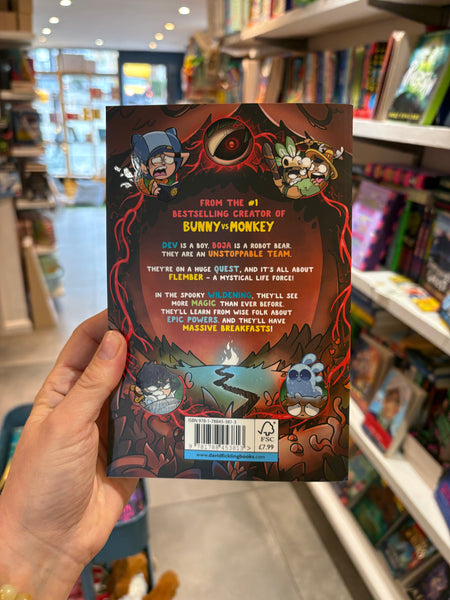 FROM THE #1
BESTSELLING CREATOR OF
BUNNY vs MONKEY
DEV IS A BOY. BOJA IS A ROBOT BEAR.
THEY ARE AN UNSTOPPABLE TEAM.
THEY'RE ON A HUGE QUEST, AND IT'S ALL ABOUT
FLEMBER – A MYSTICAL LIFE FORCE!
IN THE SPOOKY WILDENING, THEY'LL SEE
MORE MAGIC THAN EVER BEFORE.
THEY'LL LEARN FROM WISE FOLK ABOUT
EPIC POWERS. AND THEY'LL HAVE
MASSIVE BREAKFASTS!
FSC
£7.99
www.davidficklingbooks.com